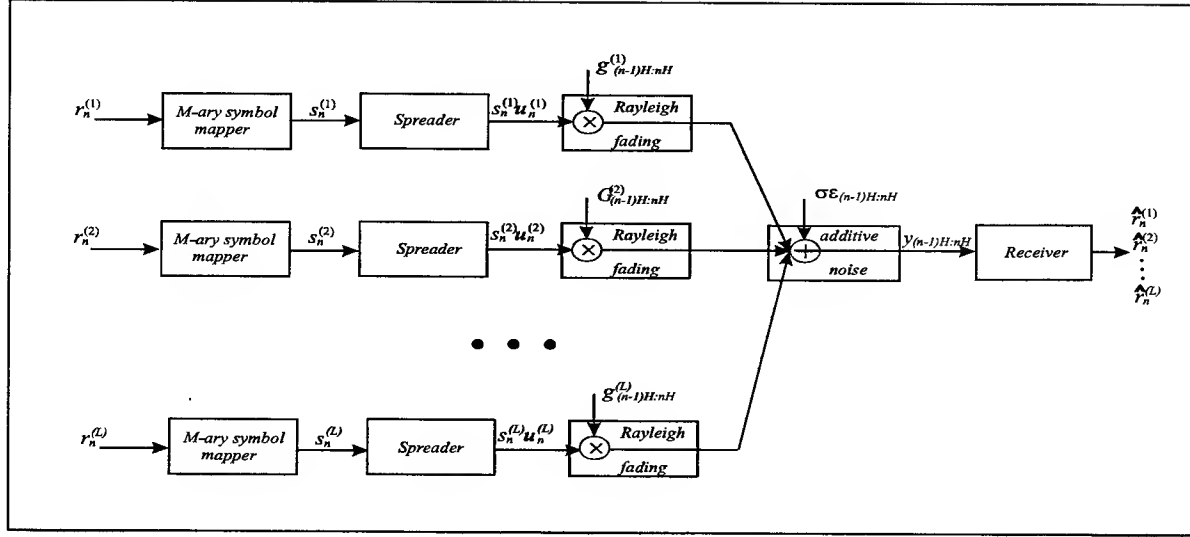 g_{(n-1)H:nH}^{(1)}
r_n^{(1)}
M-ary symbol
mapper
s_n^{(1)}
Spreader
s_n^{(1)}u_n^{(1)}
Rayleigh
fading
G_{(n-1)H:nH}^{(2)}
σε_{(n-1)H:nH}
r_n^{(2)}
M-ary symbol
mapper
s_n^{(2)}
Spreader
s_n^{(2)}u_n^{(2)}
Rayleigh
fading
additive
noise
y_{(n-1)H:nH}
Receiver
r̂_n^{(1)}
r̂_n^{(2)}
⋮
r̂_n^{(L)}
• • •
g_{(n-1)H:nH}^{(L)}
r_n^{(L)}
M-ary symbol
mapper
s_n^{(L)}
Spreader
s_n^{(L)}u_n^{(L)}
Rayleigh
fading